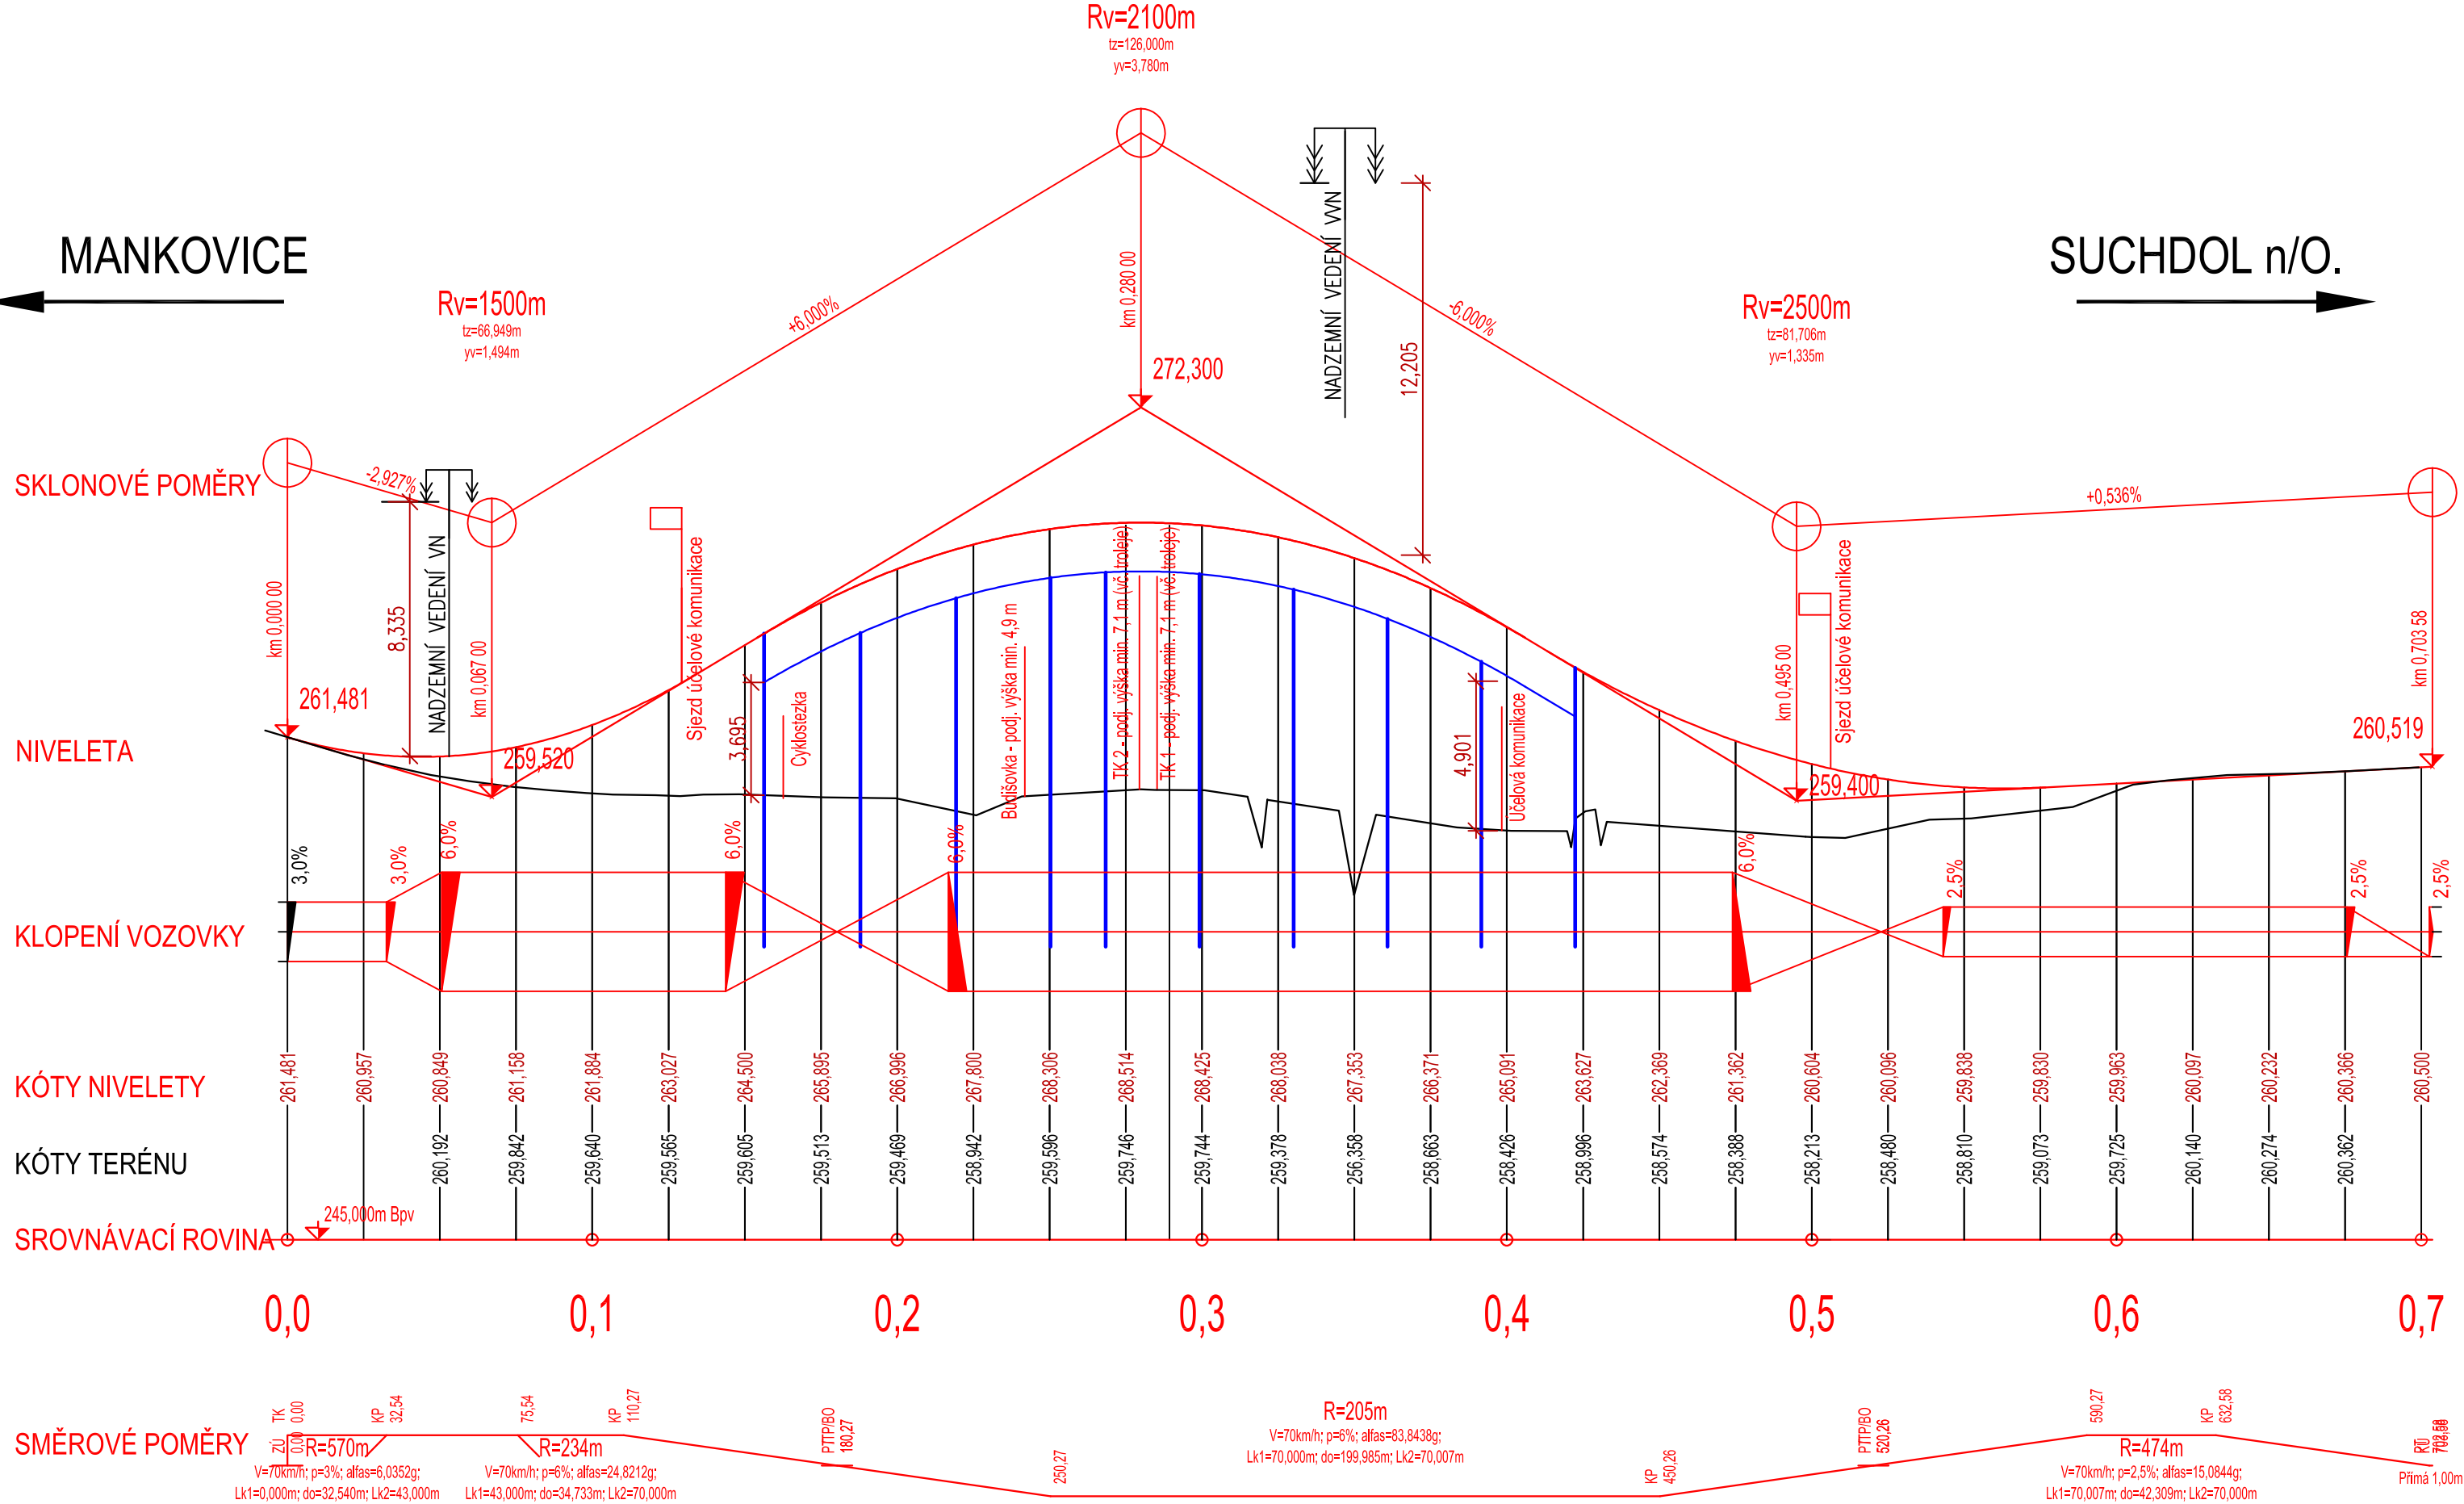 Rv=2100m
tz=126,000m
yv=3,780m
MANKOVICE
SUCHDOL n/O.
Rv=1500m
tz=66,949m
yv=1,494m
Rv=2500m
tz=81,706m
yv=1,335m
+6,000%
-6,000%
km 0,280 00
NADZEMNÍ VEDENÍ VVN
12,205
272,300
SKLONOVÉ POMĚRY
-2,927%
+0,536%
km 0,000 00
8,335
NADZEMNÍ VEDENÍ VN
km 0,067 00
Sjezd účelové komunikace
km 0,495 00
Sjezd účelové komunikace
km 0,703 58
261,481
260,519
NIVELETA
259,520
259,400
3,695
Cyklostezka
Budišovka - podj. výška min. 4,9 m
TK 2 - podj. výška min. 7,1 m (vč. troleje)
TK 1 - podj. výška min. 7,1 m (vč. troleje)
4,901
Účelová komunikace
KLOPENÍ VOZOVKY
3,0%
3,0%
6,0%
6,0%
6,0%
6,0%
2,5%
2,5%
2,5%
KÓTY NIVELETY
261,481
260,957
260,849
261,158
261,884
263,027
264,500
265,895
266,996
267,800
268,306
268,514
268,425
268,038
267,353
266,371
265,091
263,627
262,369
261,362
260,604
260,096
259,838
259,830
259,963
260,097
260,232
260,366
260,500
KÓTY TERÉNU
260,192
259,842
259,640
259,565
259,605
259,513
259,469
258,942
259,596
259,746
259,744
259,378
256,358
258,663
258,426
258,996
258,574
258,388
258,213
258,480
258,810
259,073
259,725
260,140
260,274
260,362
245,000m Bpv
SROVNÁVACÍ ROVINA
0,0
0,1
0,2
0,3
0,4
0,5
0,6
0,7
SMĚROVÉ POMĚRY
ZÚ 0,00
TK 0,00
KP 32,54
75,54
KP 110,27
PTTP/BO 180,27
250,27
KP 450,26
PTTP/BO 520,26
590,27
KP 632,58
R=570m
V=70km/h; p=3%; alfas=6,0352g;
Lk1=0,000m; do=32,540m; Lk2=43,000m
R=234m
V=70km/h; p=6%; alfas=24,8212g;
Lk1=43,000m; do=34,733m; Lk2=70,000m
R=205m
V=70km/h; p=6%; alfas=83,8438g;
Lk1=70,000m; do=199,985m; Lk2=70,007m
R=474m
V=70km/h; p=2,5%; alfas=15,0844g;
Lk1=70,007m; do=42,309m; Lk2=70,000m
Přímá 1,00m